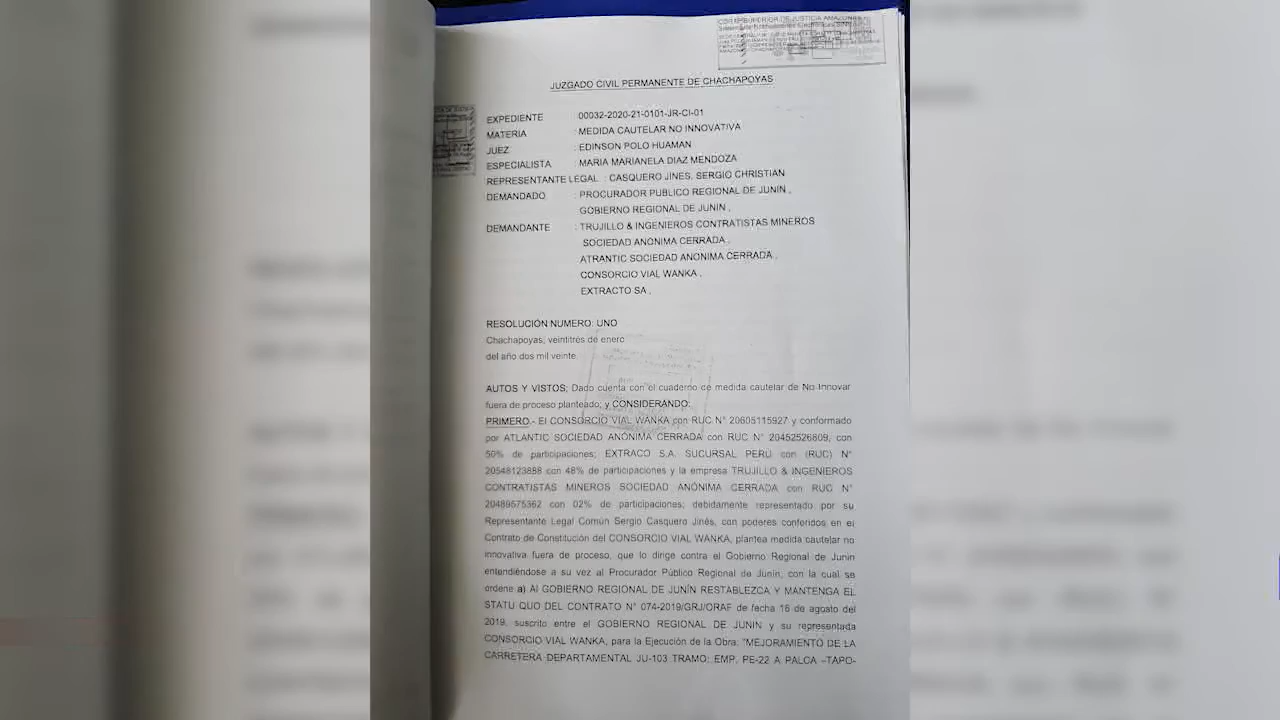 CORTE SUPERIOR DE JUSTICIA AMAZONAS
JUZGADO CIVIL PERMANENTE DE CHACHAPOYAS
EXPEDIENTE : 00032-2020-21-0101-JR-CI-01
MATERIA : MEDIDA CAUTELAR NO INNOVATIVA
JUEZ : EDINSON POLO HUAMAN
ESPECIALISTA : MARIA MARIANELA DIAZ MENDOZA
REPRESENTANTE LEGAL : CASQUERO JINES, SERGIO CHRISTIAN
DEMANDADO : PROCURADOR PUBLICO REGIONAL DE JUNIN ,
GOBIERNO REGIONAL DE JUNIN ,
DEMANDANTE : TRUJILLO & INGENIEROS CONTRATISTAS MINEROS
SOCIEDAD ANONIMA CERRADA ,
ATRANTIC SOCIEDAD ANONIMA CERRADA ,
CONSORCIO VIAL WANKA ,
EXTRACTO SA ,
RESOLUCIÓN NUMERO: UNO
Chachapoyas, veintitrés de enero
del año dos mil veinte.
AUTOS Y VISTOS; Dado cuenta con el cuaderno de medida cautelar de No Innovar
fuera de proceso planteado; y CONSIDERANDO:
PRIMERO.- El CONSORCIO VIAL WANKA con RUC N° 20605115927 y conformado
por ATLANTIC SOCIEDAD ANÓNIMA CERRADA con RUC N° 20452526809, con
50% de participaciones; EXTRACO S.A. SUCURSAL PERÚ con (RUC) N°
20548123888 con 48% de participaciones y la empresa TRUJILLO & INGENIEROS
CONTRATISTAS MINEROS SOCIEDAD ANÓNIMA CERRADA con RUC N°
20489575362 con 02% de participaciones; debidamente representado por su
Representante Legal Común Sergio Casquero Jinés, con poderes conferidos en el
Contrato de Constitución del CONSORCIO VIAL WANKA, plantea medida cautelar no
innovativa fuera de proceso, que lo dirige contra el Gobierno Regional de Junín
entendiéndose a su vez al Procurador Público Regional de Junín, con la cual se
ordene a) Al GOBIERNO REGIONAL DE JUNÍN RESTABLEZCA Y MANTENGA EL
STATU QUO DEL CONTRATO N° 074-2019/GRJ/ORAF de fecha 16 de agosto del
2019, suscrito entre el GOBIERNO REGIONAL DE JUNIN y su representada
CONSORCIO VIAL WANKA, para la Ejecución de la Obra: "MEJORAMIENTO DE LA
CARRETERA DEPARTAMENTAL JU-103 TRAMO: EMP. PE-22 A PALCA –TAPO-